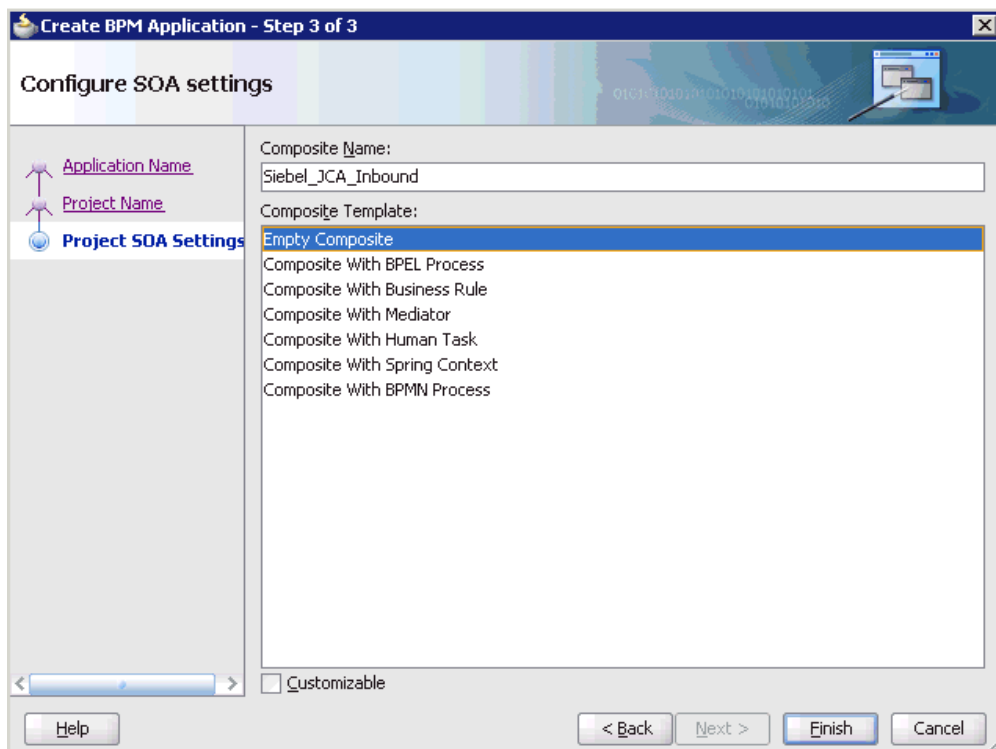 Create BPM Application - Step 3 of 3
Configure SOA settings
Application Name
Project Name
Project SOA Settings
Composite Name:
Siebel_JCA_Inbound
Composite Template:
Empty Composite
Composite With BPEL Process
Composite With Business Rule
Composite With Mediator
Composite With Human Task
Composite With Spring Context
Composite With BPMN Process
Customizable
Help
< Back
Next >
Finish
Cancel